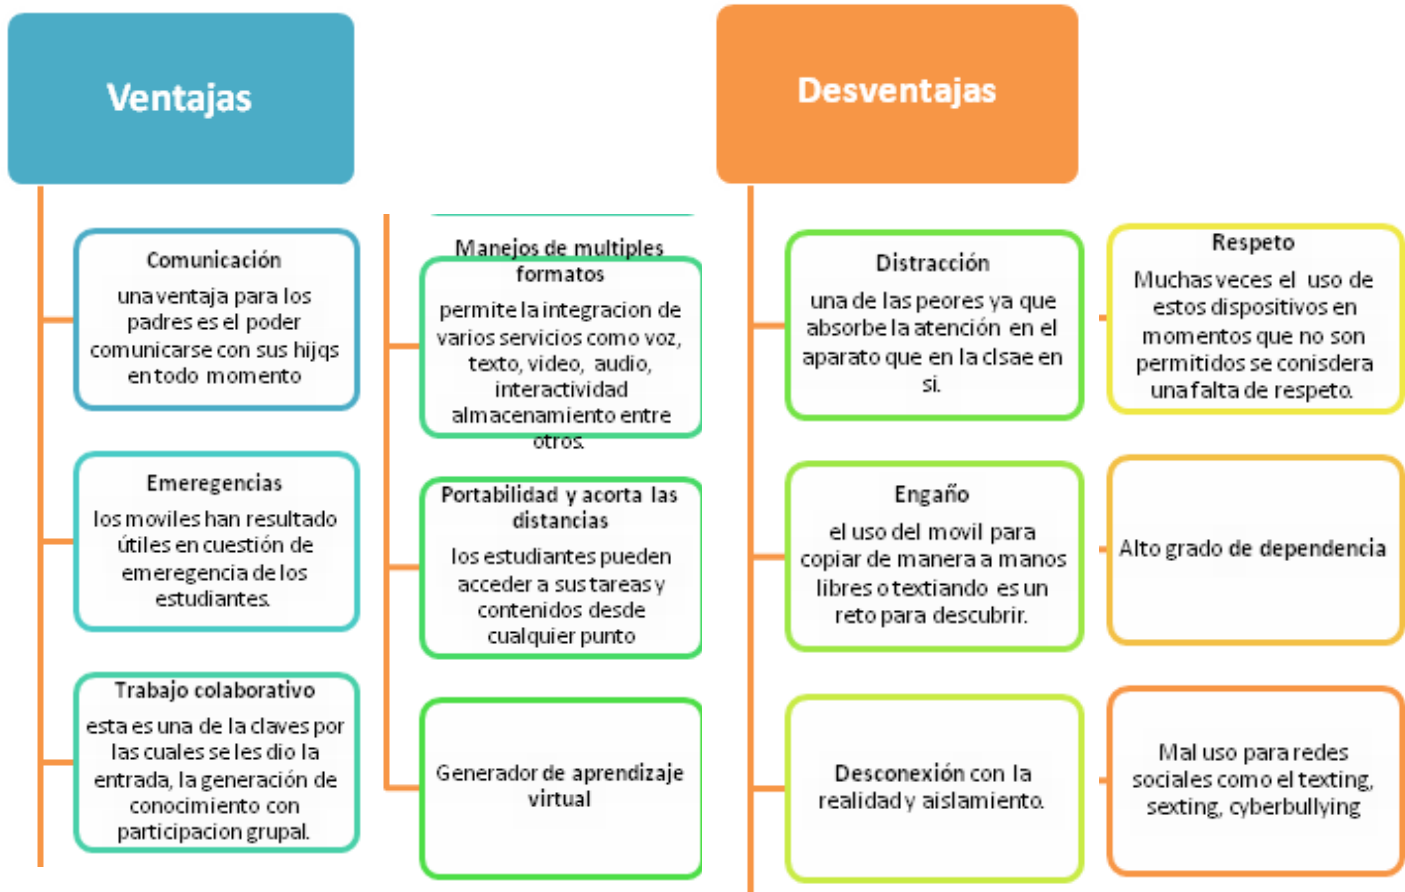 Ventajas
Comunicación
una ventaja para los
padres es el poder
comunicarse con sus hijqs
en todo momento
Emeregencias
los moviles han resultado
útiles en cuestión de
emeregencia de los
estudiantes.
Trabajo colaborativo
esta es una de la claves por
las cuales se les dio la
entrada, la generación de
conocimiento con
participacion grupal.
Manejos de multiples
formatos
permite la integracion de
varios servicios como voz,
texto, video, audio,
interactividad
almacenamiento entre
otros.
Portabilidad y acorta las
distancias
los estudiantes pueden
acceder a sus tareas y
contenidos desde
cualquier punto
Generador de aprendizaje
virtual
Desventajas
Distracción
una de las peores ya que
absorbe la atención en el
aparato que en la clsae en
si.
Engaño
el uso del movil para
copiar de manera a manos
libres o textiando es un
reto para descubrir.
Desconexión con la
realidad y aislamiento.
Respeto
Muchas veces el uso de
estos dispositivos en
momentos que no son
permitidos se conisdera
una falta de respeto.
Alto grado de dependencia
Mal uso para redes
sociales como el texting,
sexting, cyberbullying